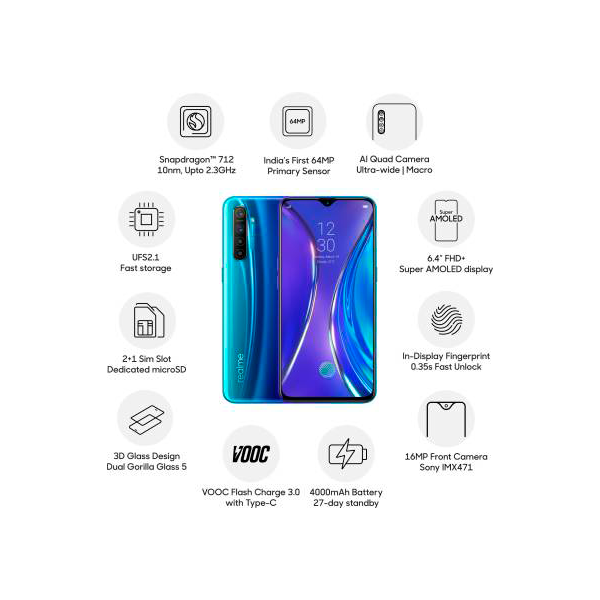 64MP
Snapdragon™ 712
10nm, Upto 2.3GHz
India's First 64MP
Primary Sensor
AI Quad Camera
Ultra-wide | Macro
UFS2.1
Fast storage
12
30
realme
Super
AMOLED
6.4" FHD+
Super AMOLED display
2+1 Sim Slot
Dedicated microSD
In-Display Fingerprint
0.35s Fast Unlock
3D Glass Design
Dual Gorilla Glass 5
VOOC
VOOC Flash Charge 3.0
with Type-C
4000mAh Battery
27-day standby
16MP Front Camera
Sony IMX471